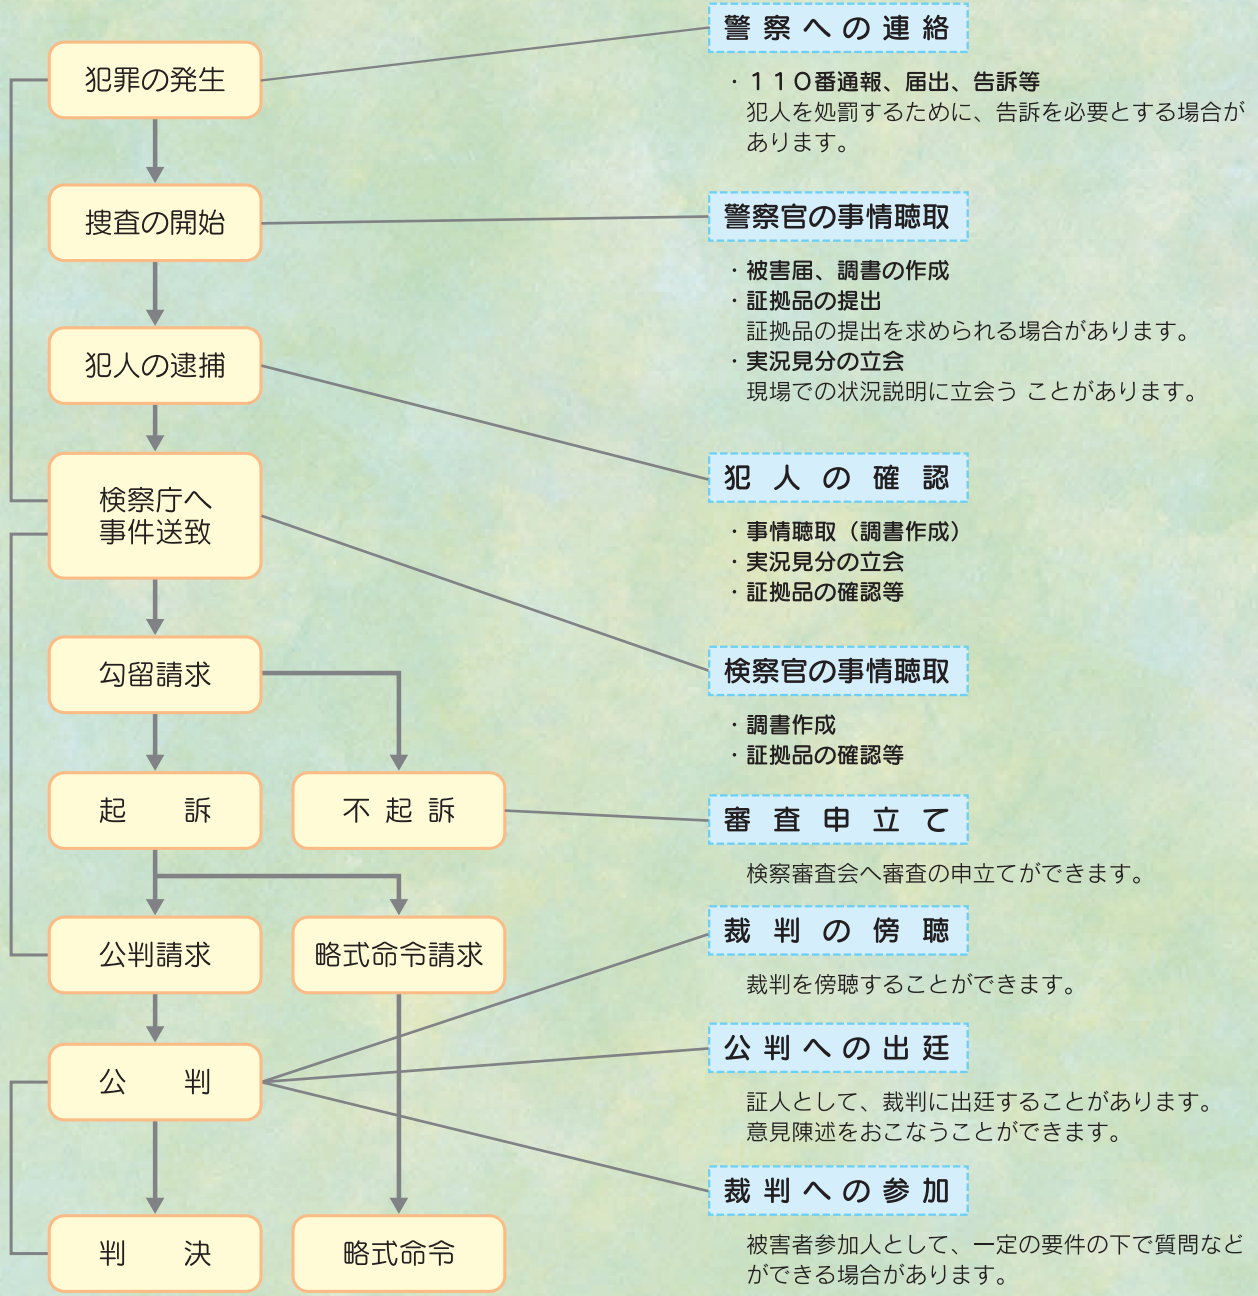 犯罪の発生
捜査の開始
犯人の逮捕
検察庁へ
事件送致
勾留請求
起訴
不起訴
公判請求
略式命令請求
公判
判決
略式命令
警察への連絡
・１１０番通報、届出、告訴等
犯人を処罰するために、告訴を必要とする場合が
あります。
警察官の事情聴取
・被害届、調書の作成
・証拠品の提出
証拠品の提出を求められる場合があります。
・実況見分の立会
現場での状況説明に立会う ことがあります。
犯人の確認
・事情聴取（調書作成）
・実況見分の立会
・証拠品の確認等
検察官の事情聴取
・調書作成
・証拠品の確認等
審査申立て
検察審査会へ審査の申立てができます。
裁判の傍聴
裁判を傍聴することができます。
公判への出廷
証人として、裁判に出廷することがあります。
意見陳述をおこなうことができます。
裁判への参加
被害者参加人として、一定の要件の下で質問など
ができる場合があります。